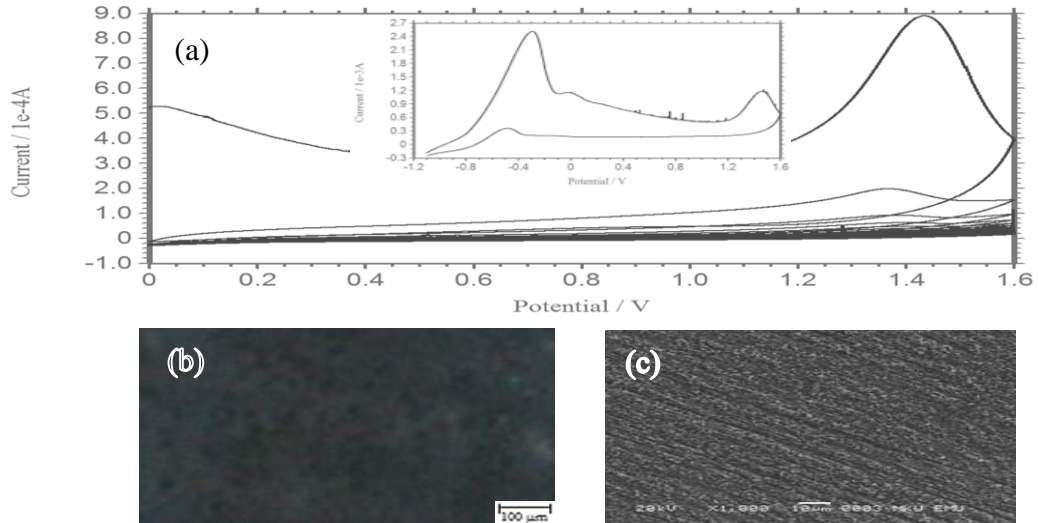 (a)
Current / 1e-4A
9.0
8.0
7.0
6.0
5.0
4.0
3.0
2.0
1.0
0
-1.0
0 0.2 0.4 0.6 0.8 1.0 1.2 1.4 1.6
Potential / V
Current / 1e-3A
2.7
2.4
2.1
1.8
1.5
1.2
0.9
0.6
0.3
0
-0.3
-1.2 -0.8 -0.4 0 0.4 0.8 1.2 1.6
Potential / V
(b)
100 µm
(c)
20kV X1,000 10µm 0003 MKU EMU